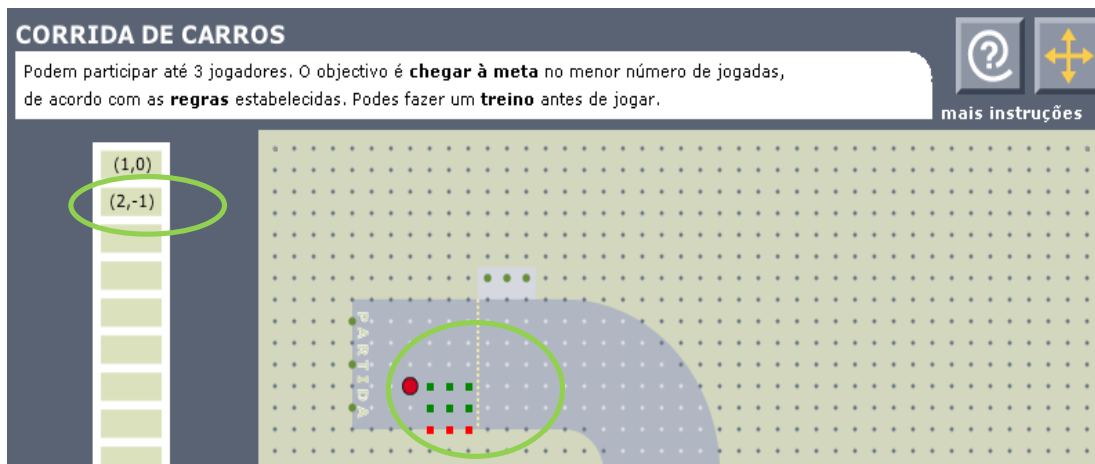 CORRIDA DE CARROS
Podem participar até 3 jogadores. O objectivo é chegar à meta no menor número de jogadas,
de acordo com as regras estabelecidas. Podes fazer um treino antes de jogar.
mais instruções
(1,0)
(2,-1)
PARTIDA